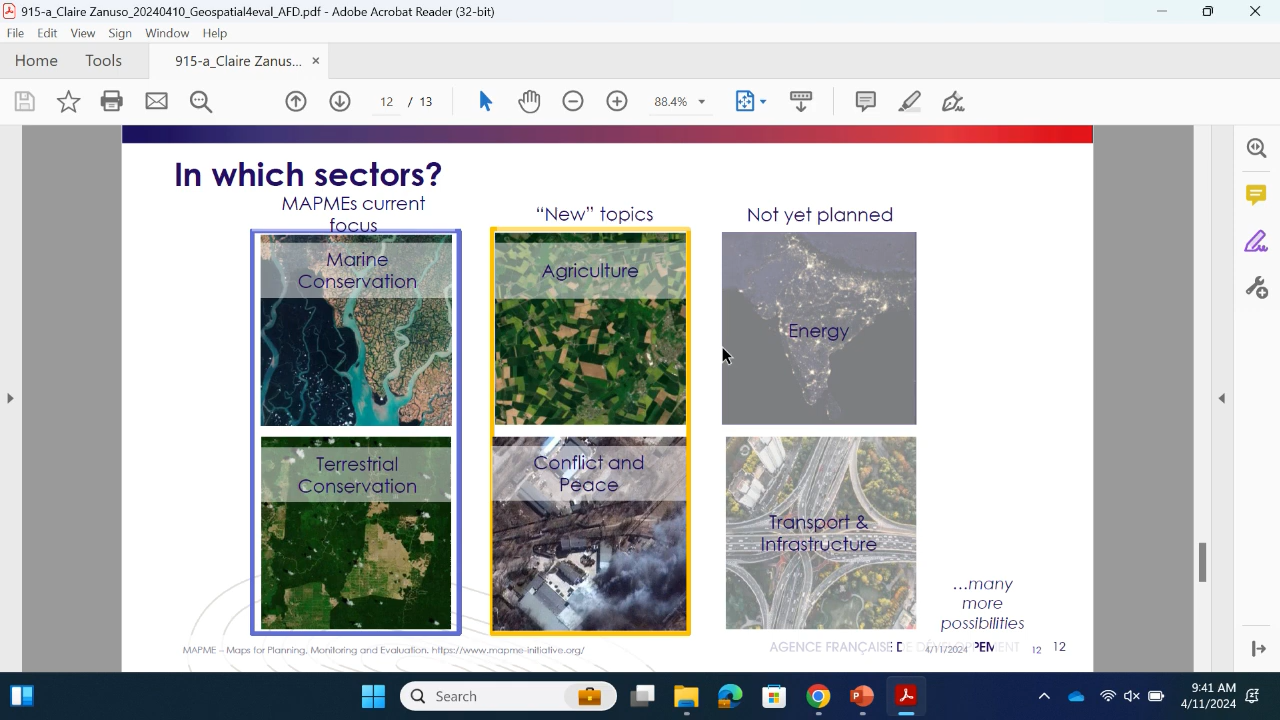 915-a_Claire Zanuso_20240410_Geospatial4eval_AFD.pdf - Adobe Acrobat Reader (32-bit)
File Edit View Sign Window Help
Home Tools 915-a_Claire Zanus... ×
12 / 13 88.4%
In which sectors?
MAPMEs current
focus
“New” topics
Not yet planned
Marine
Conservation
Agriculture
Energy
Terrestrial
Conservation
Conflict and
Peace
Transport &
Infrastructure
...many
more
possibilities
MAPME – Maps for Planning, Monitoring and Evaluation. https://www.mapme-initiative.org/
AGENCE FRANÇAISE DE DÉVELOPPEMENT
4/11/2024 12 12
Search
9:41 AM
4/11/2024